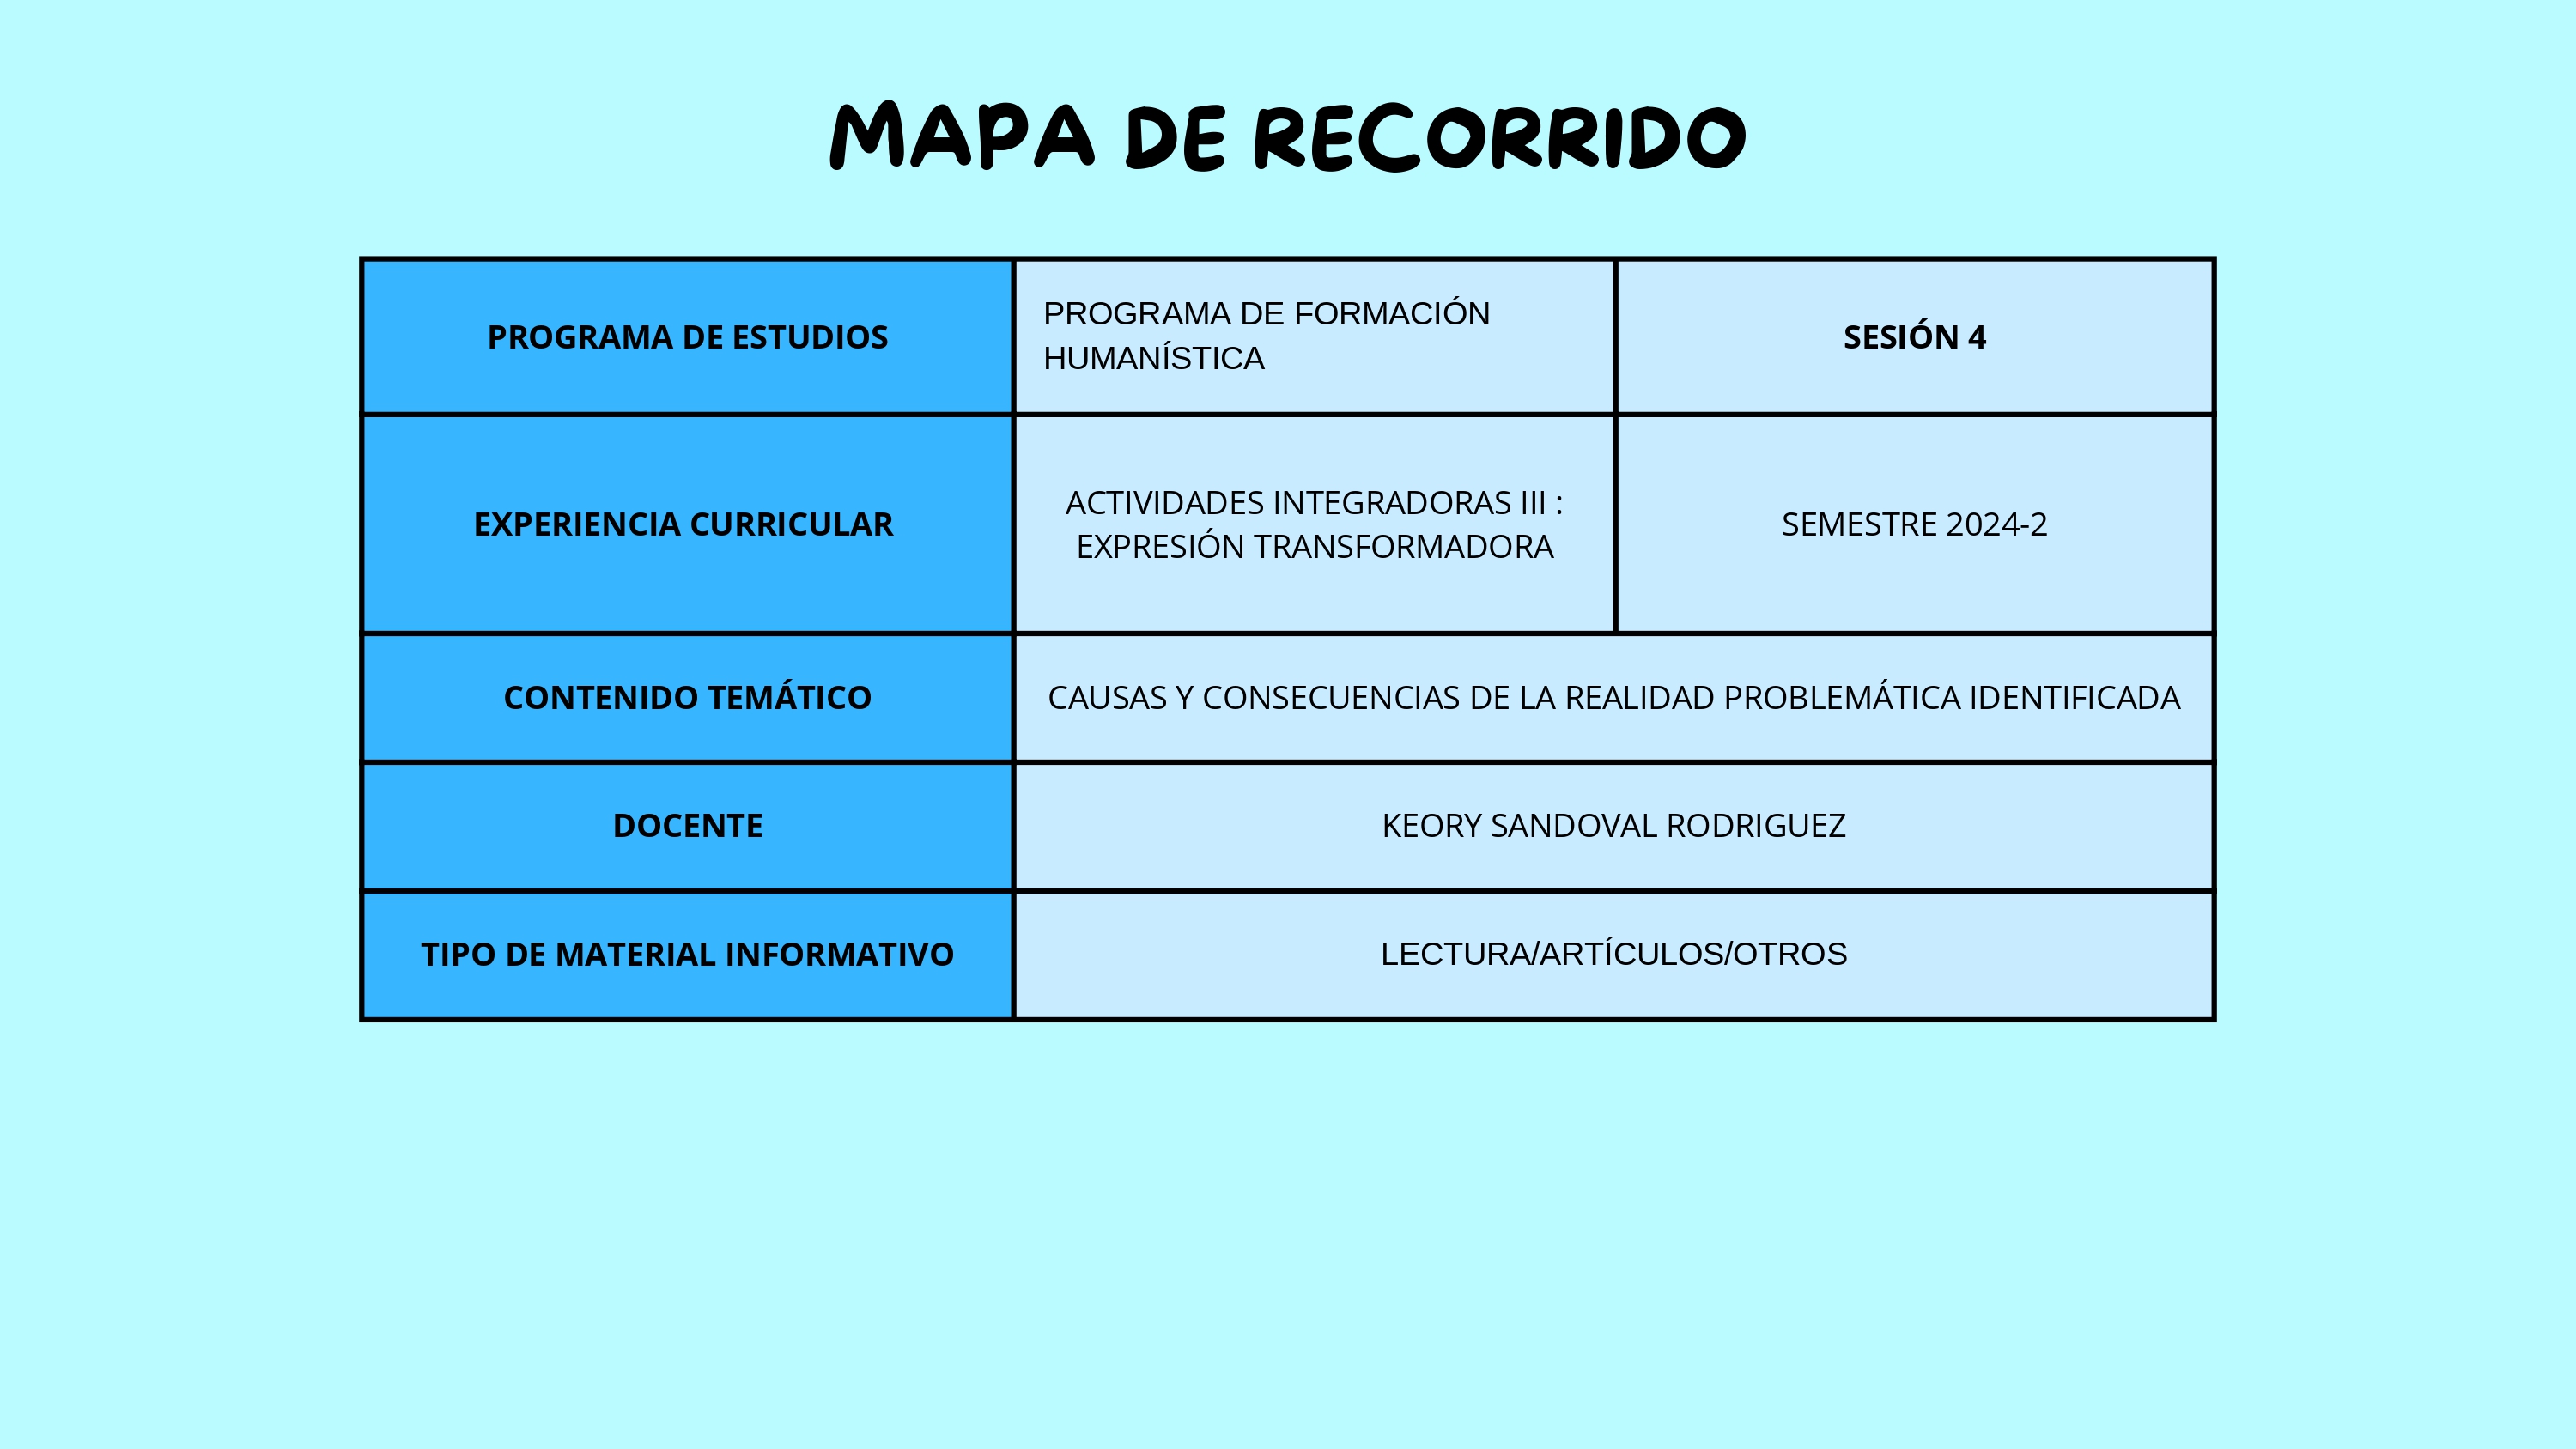 MAPA DE RECORRIDO
PROGRAMA DE ESTUDIOS
PROGRAMA DE FORMACIÓN
HUMANÍSTICA
SESIÓN 4
EXPERIENCIA CURRICULAR
ACTIVIDADES INTEGRADORAS III :
EXPRESIÓN TRANSFORMADORA
SEMESTRE 2024-2
CONTENIDO TEMÁTICO
CAUSAS Y CONSECUENCIAS DE LA REALIDAD PROBLEMÁTICA IDENTIFICADA
DOCENTE
KEORY SANDOVAL RODRIGUEZ
TIPO DE MATERIAL INFORMATIVO
LECTURA/ARTÍCULOS/OTROS